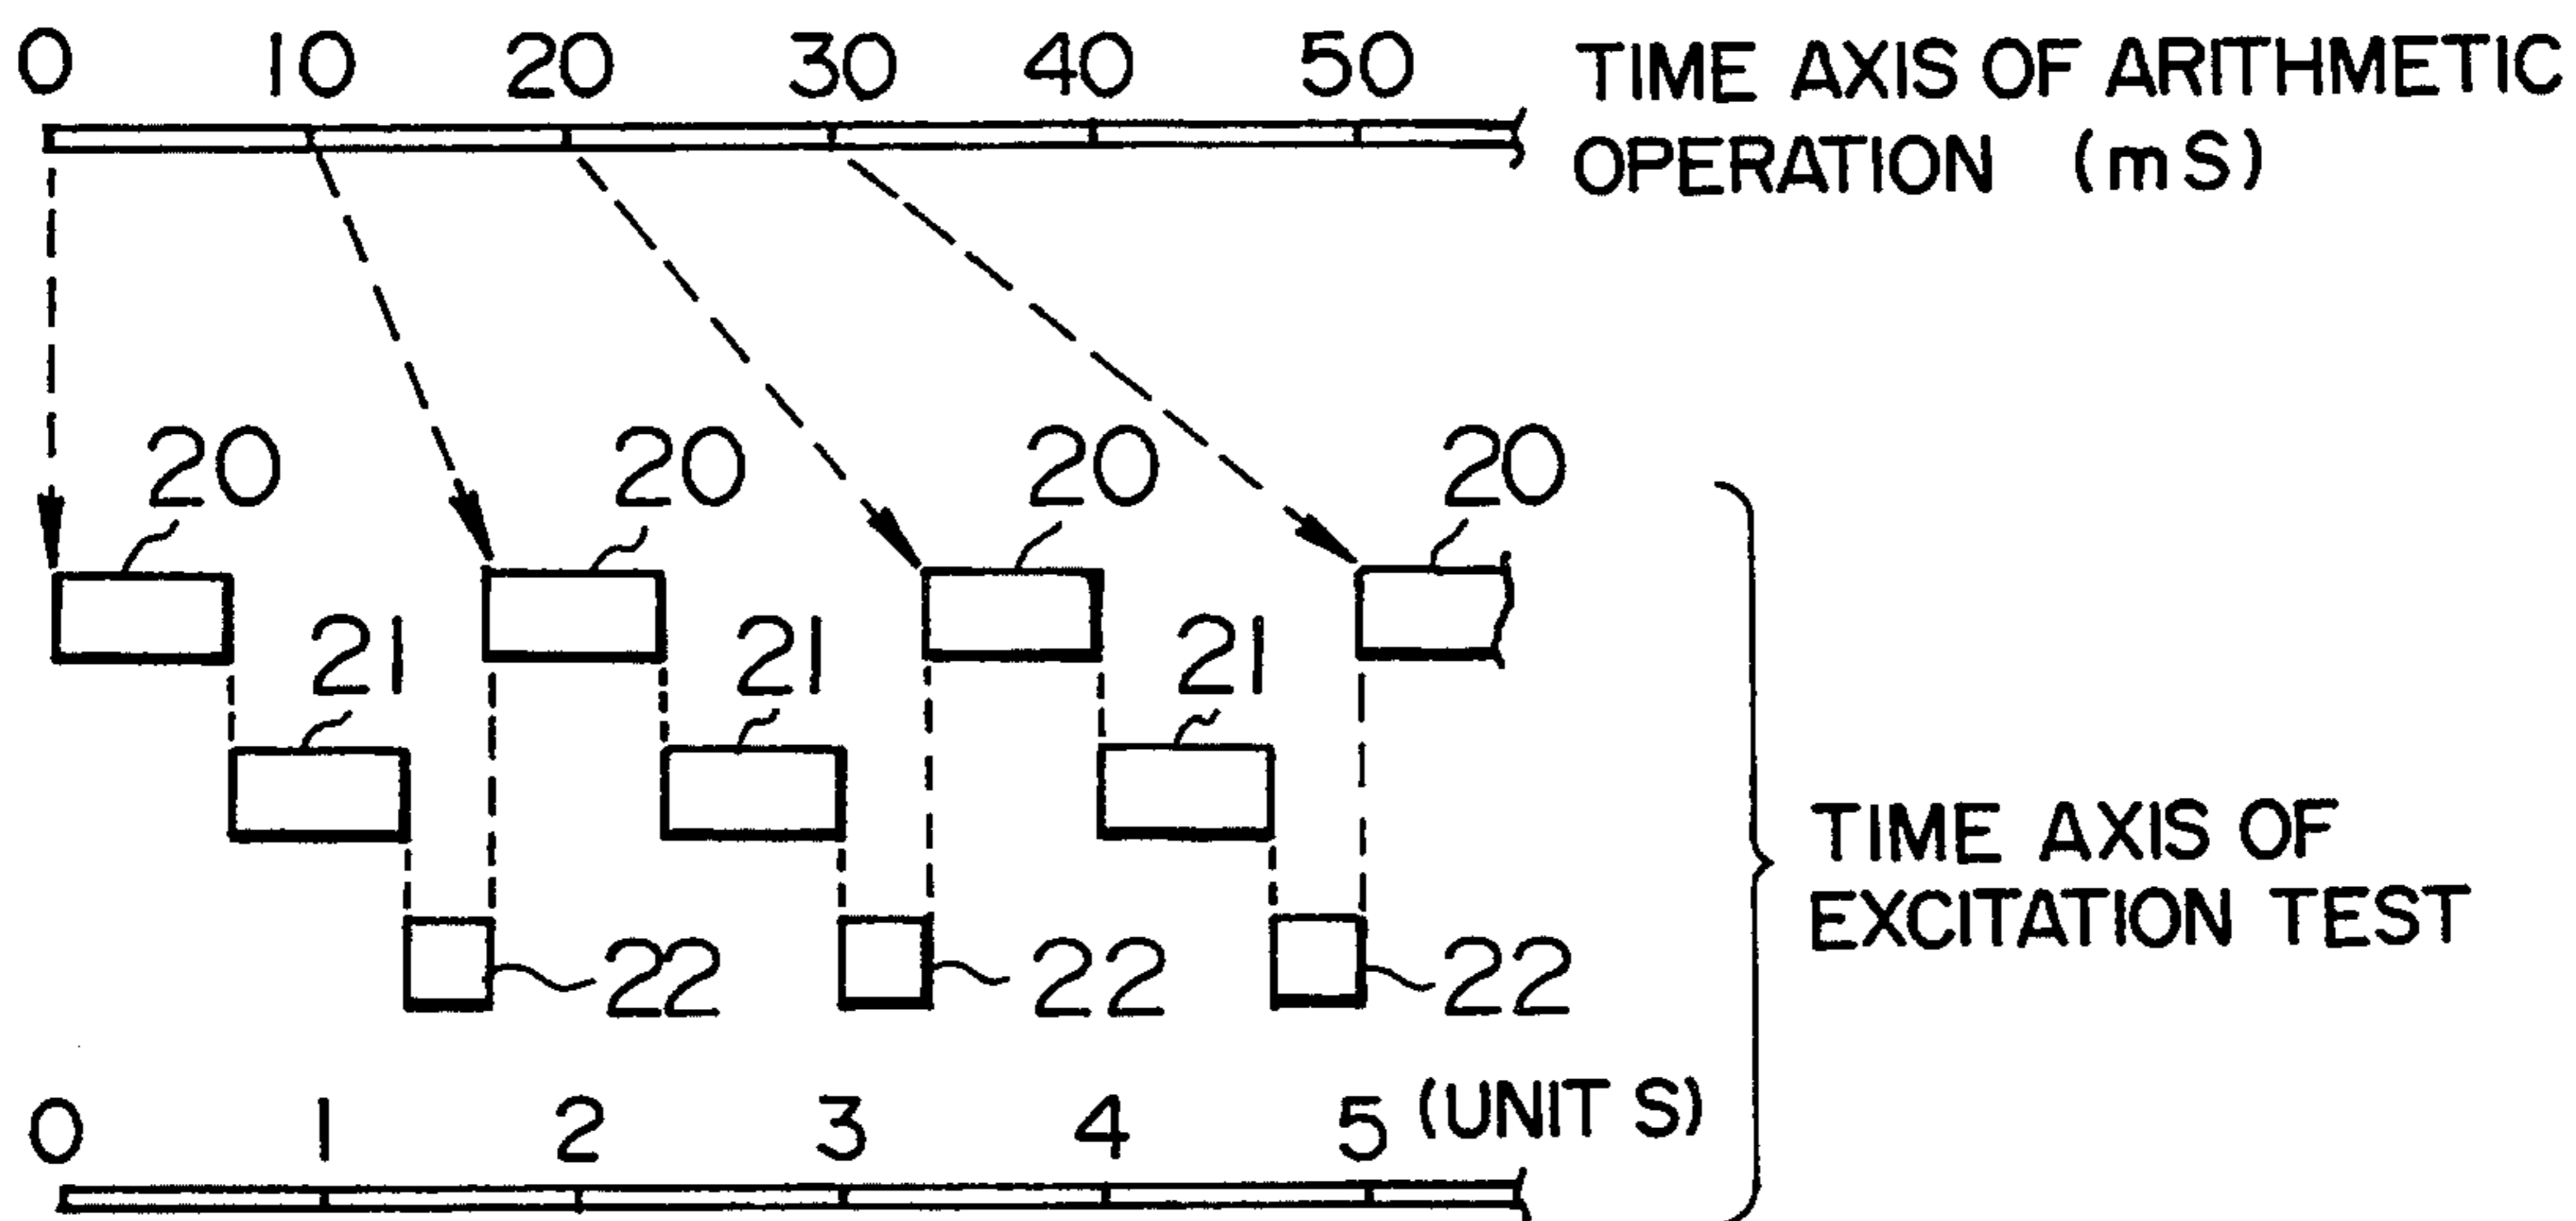 0 10 20 30 40 50 TIME AXIS OF ARITHMETIC
OPERATION (mS)
20 20 20 20
21 21 21
22 22 22
TIME AXIS OF
EXCITATION TEST
0 1 2 3 4 5 (UNIT S)